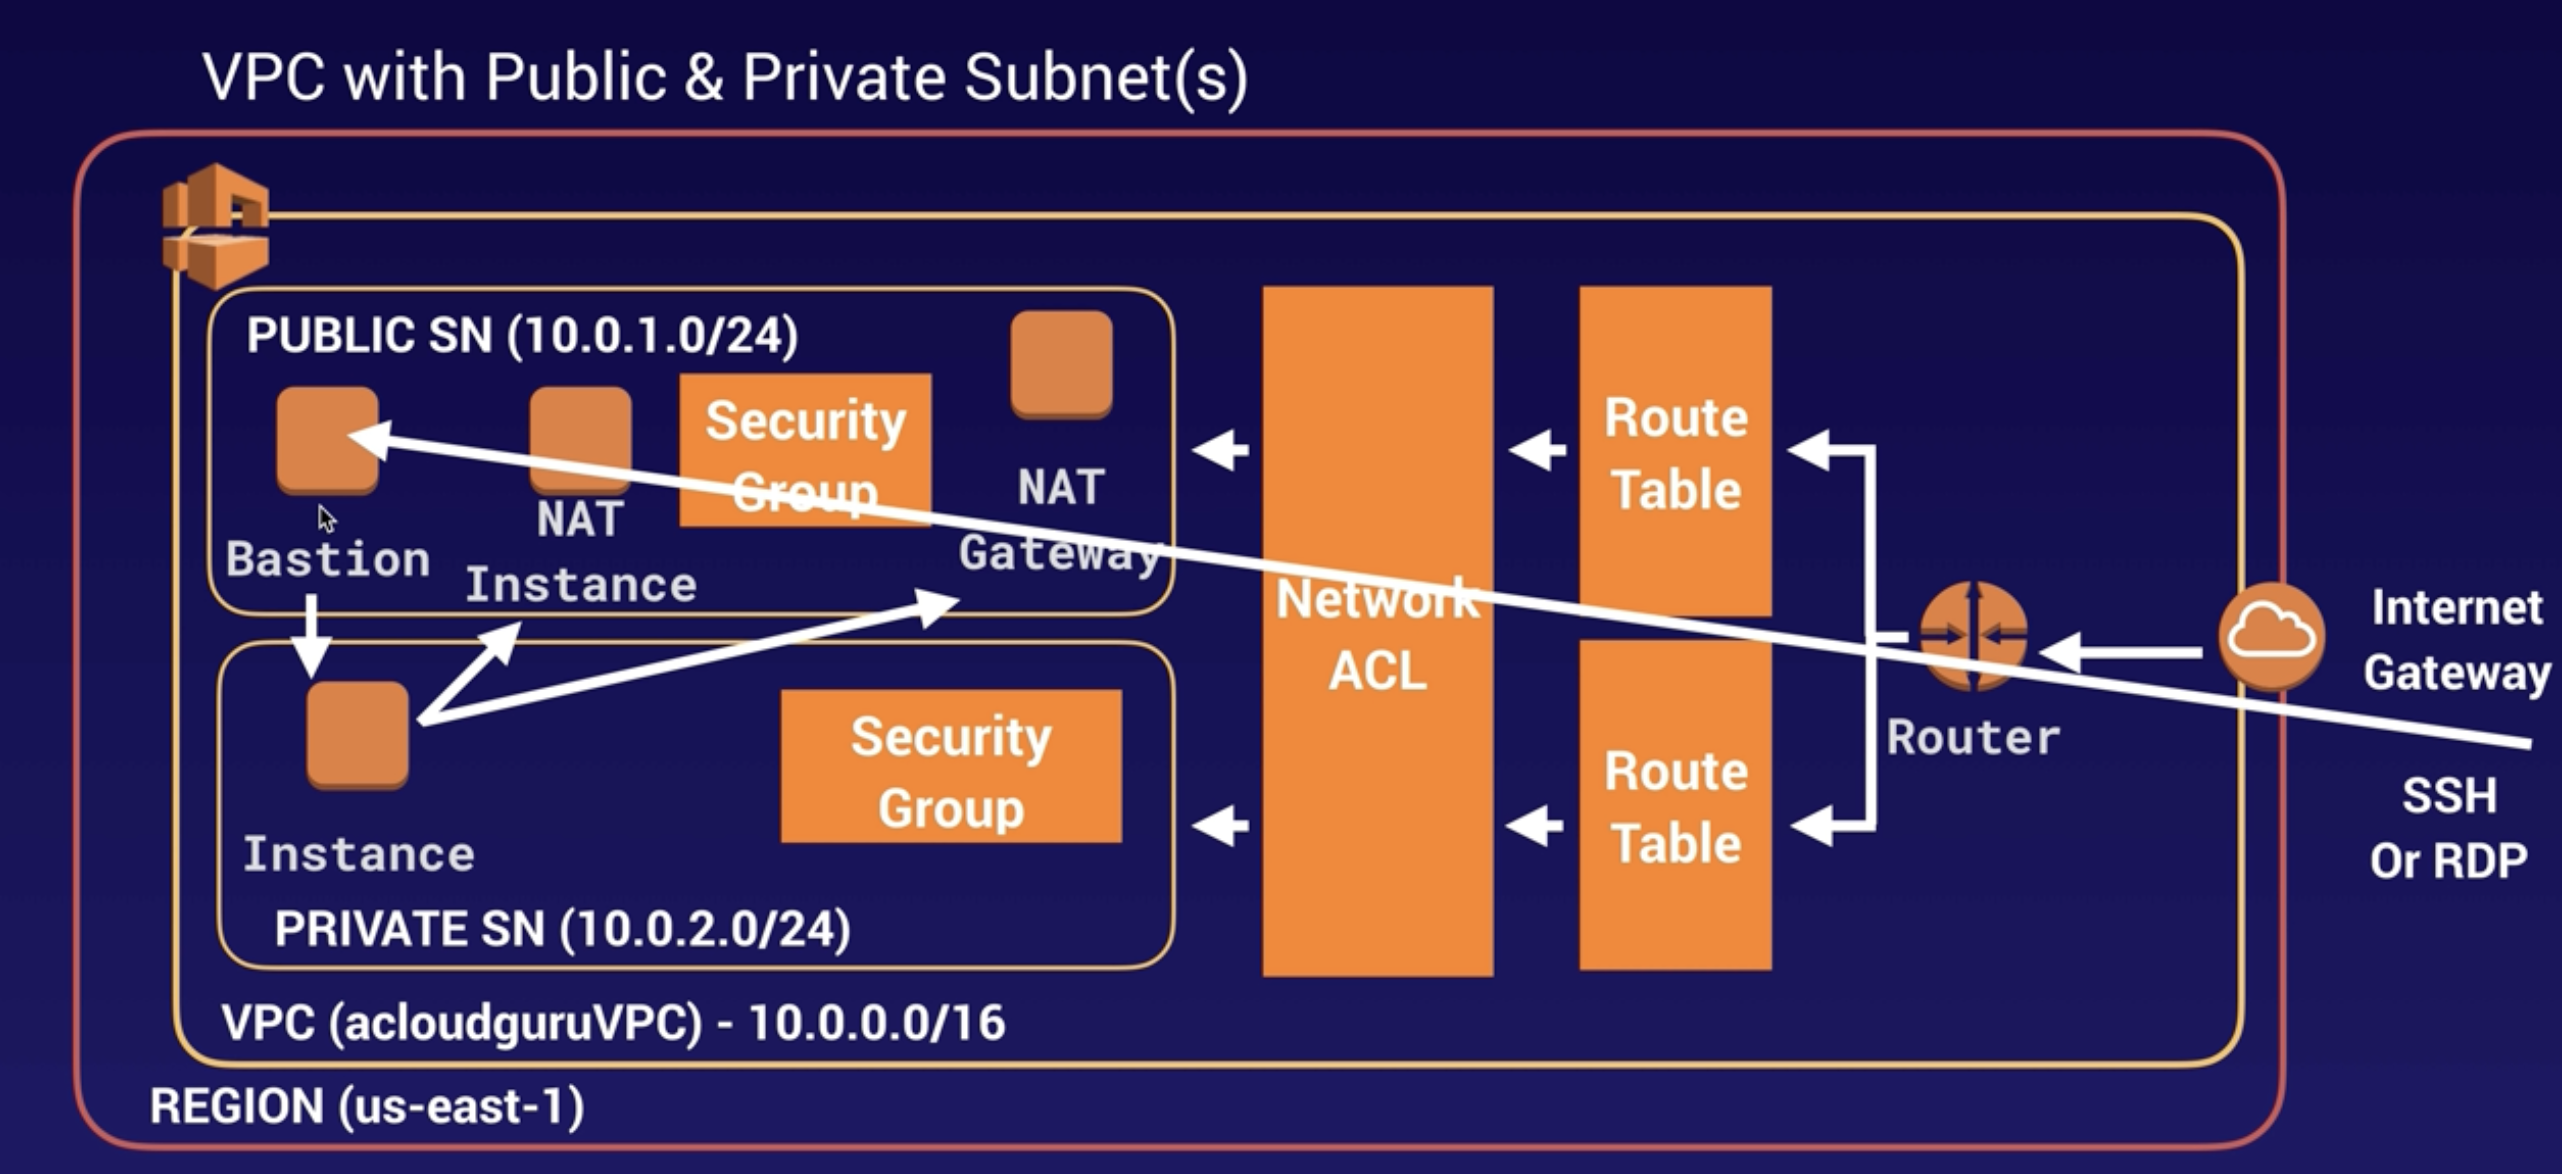 VPC with Public & Private Subnet(s)
PUBLIC SN (10.0.1.0/24)
Bastion
NAT
Instance
Security
Group
NAT
Gateway
Instance
Security
Group
PRIVATE SN (10.0.2.0/24)
Network
ACL
Route
Table
Route
Table
Router
Internet
Gateway
SSH
Or RDP
VPC (acloudguruVPC) - 10.0.0.0/16
REGION (us-east-1)